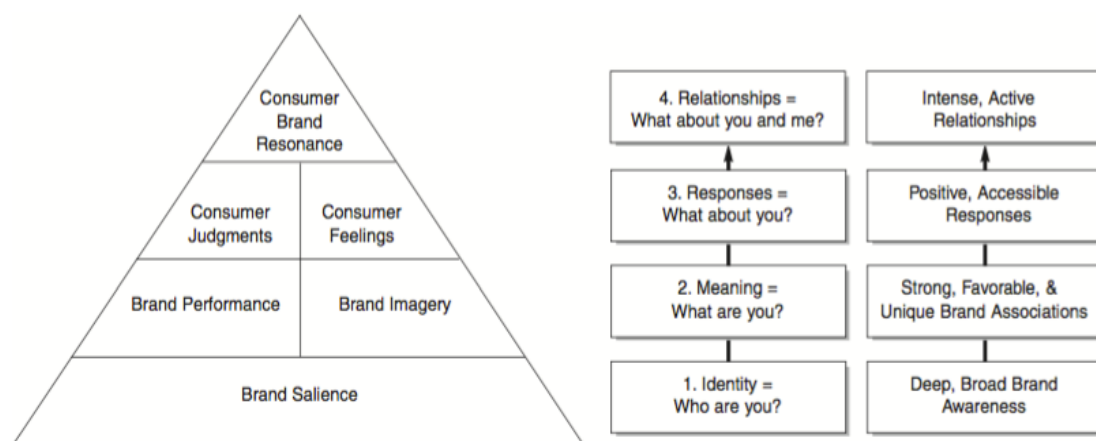 Consumer
Brand
Resonance
Consumer
Judgments
Consumer
Feelings
Brand Performance
Brand Imagery
Brand Salience
4. Relationships =
What about you and me?
Intense, Active
Relationships
3. Responses =
What about you?
Positive, Accessible
Responses
2. Meaning =
What are you?
Strong, Favorable, &
Unique Brand Associations
1. Identity =
Who are you?
Deep, Broad Brand
Awareness